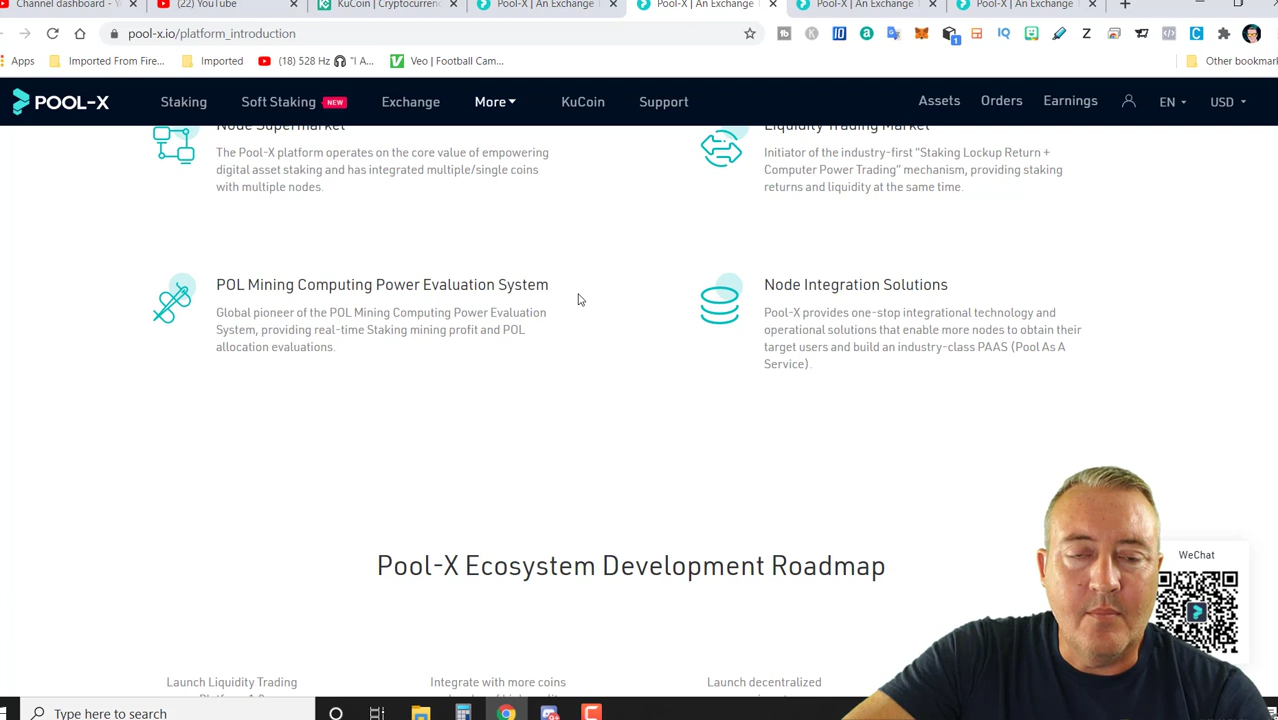 Channel dashboard - Y
(22) YouTube
KuCoin | Cryptocurren
Pool-X | An Exchange
Pool-X | An Exchange
Pool-X | An Exchange
Pool-X | An Exchange
pool-x.io/platform_introduction
Apps
Imported From Fire...
Imported
(18) 528 Hz "I A...
Veo | Football Cam...
Other bookmar
POOL-X
Staking
Soft Staking NEW
Exchange
More
KuCoin
Support
Assets
Orders
Earnings
EN
USD
Node Supermarket
The Pool-X platform operates on the core value of empowering
digital asset staking and has integrated multiple/single coins
with multiple nodes.
Liquidity Trading Market
Initiator of the industry-first "Staking Lockup Return +
Computer Power Trading" mechanism, providing staking
returns and liquidity at the same time.
POL Mining Computing Power Evaluation System
Global pioneer of the POL Mining Computing Power Evaluation
System, providing real-time Staking mining profit and POL
allocation evaluations.
Node Integration Solutions
Pool-X provides one-stop integrational technology and
operational solutions that enable more nodes to obtain their
target users and build an industry-class PAAS (Pool As A
Service).
Pool-X Ecosystem Development Roadmap
WeChat
Launch Liquidity Trading
Integrate with more coins
Launch decentralized
Type here to search